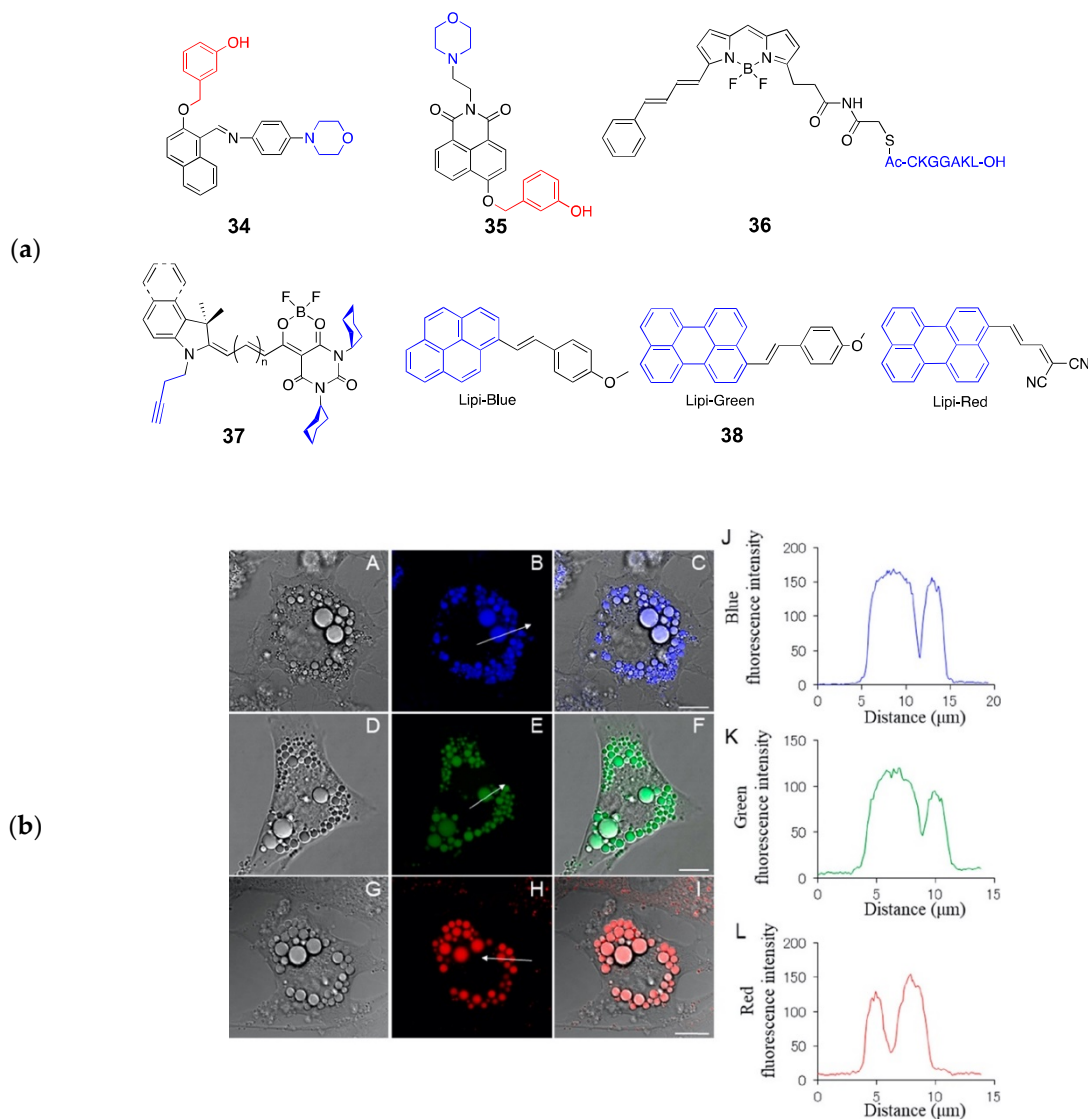 (a)
OH
O
N
N
O
34
O
N
N
O
O
O
OH
35
N
B
N
F
F
O
NH
O
S
Ac-CKGGAKL-OH
36
N
n
F
F
B
O
O
N
O
N
O
O
37
O
Lipi-Blue
O
Lipi-Green
CN
CN
Lipi-Red
38
(b)
A
B
C
D
E
F
G
H
I
J
Blue
fluorescence intensity
200
150
100
50
0
0 5 10 15 20
Distance (μm)
K
Green
fluorescence intensity
150
100
50
0
0 5 10 15
Distance (μm)
L
Red
fluorescence intensity
200
150
100
50
0
0 5 10 15
Distance (μm)